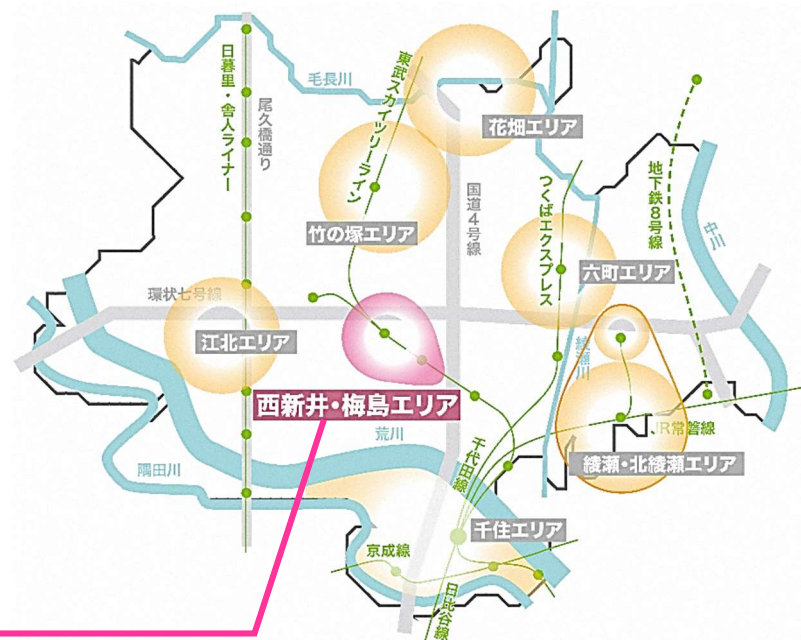 日暮里・舎人ライナー
尾久橋通り
毛長川
東武スカイツリーライン
花畑エリア
竹の塚エリア
国道4号線
つくばエクスプレス
地下鉄8号線
中川
六町エリア
環状七号線
江北エリア
綾瀬川
西新井・梅島エリア
荒川
隅田川
千代田線
JR常磐線
綾瀬・北綾瀬エリア
千住エリア
京成線
日比谷線